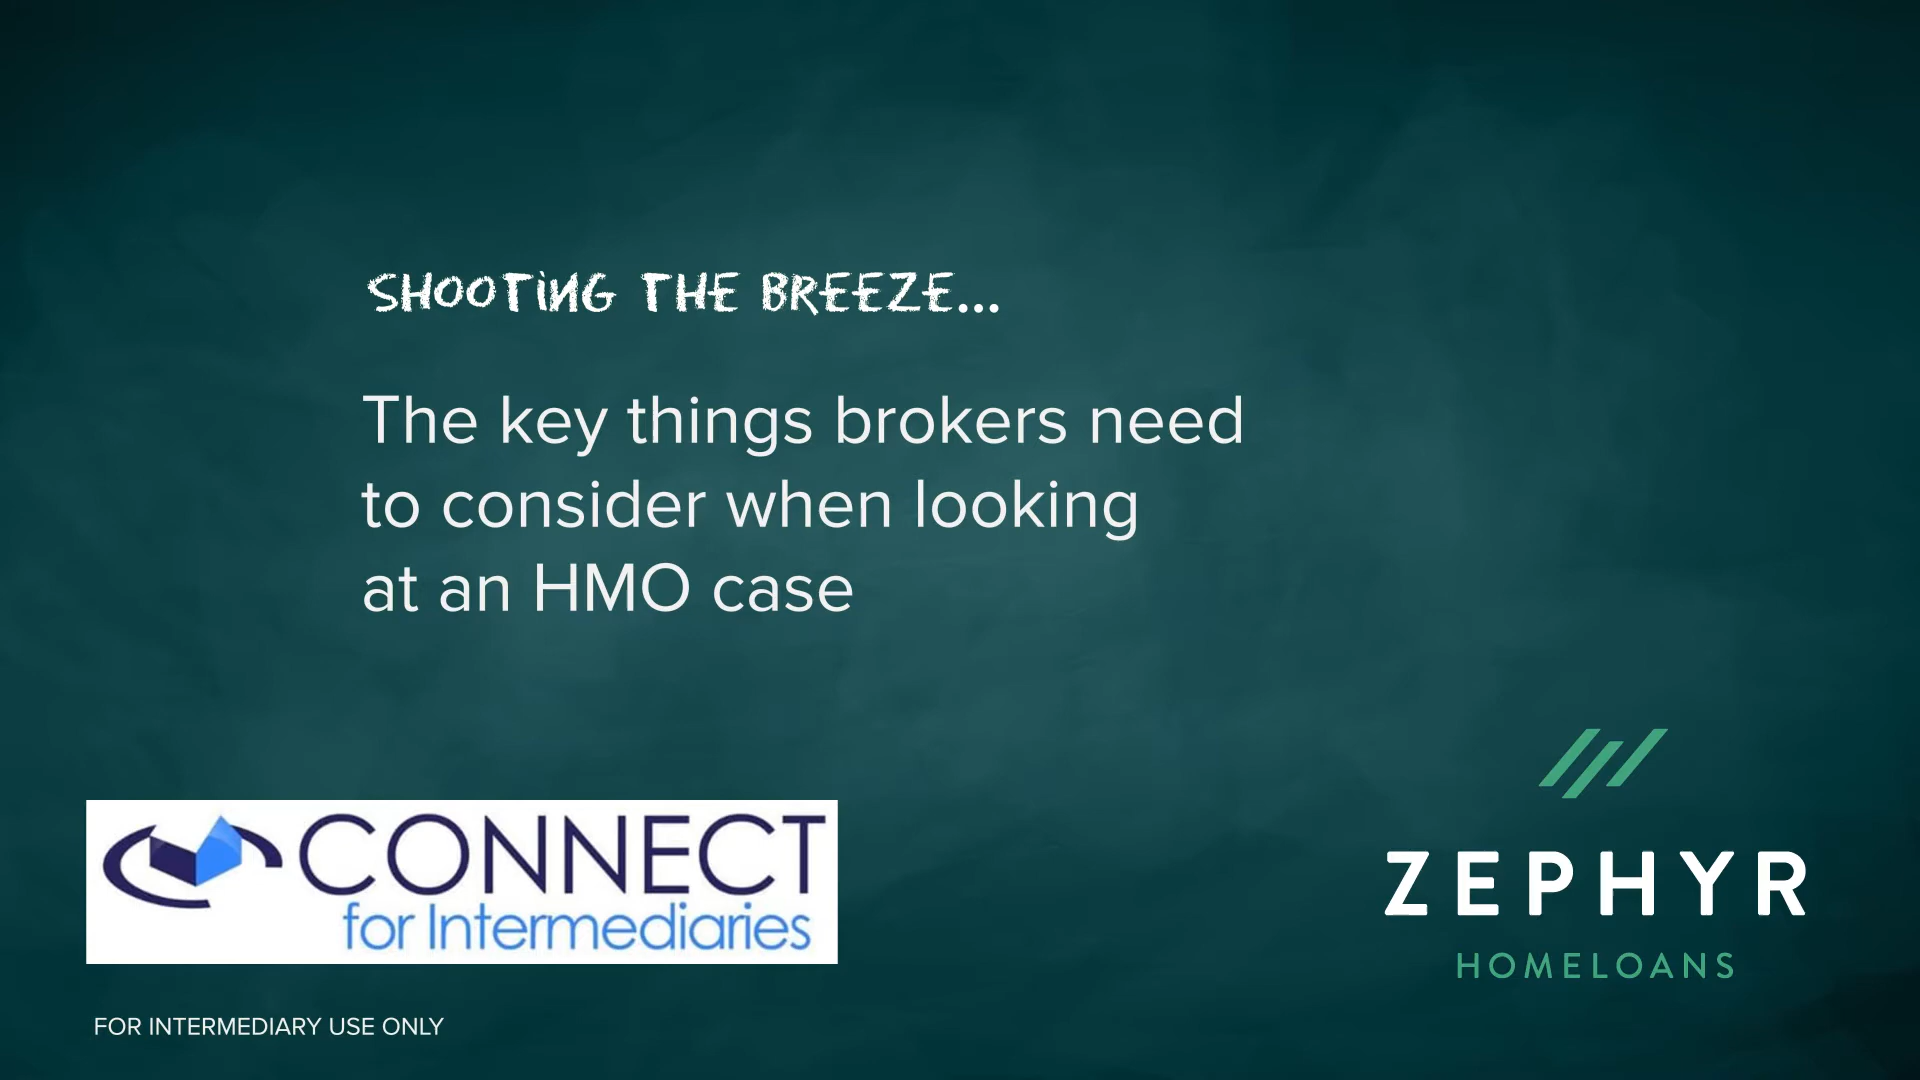 SHOOTiNG THE BREEZE...
The key things brokers need
to consider when looking
at an HMO case
CONNECT
for Intermediaries
ZEPHYR
HOMELOANS
FOR INTERMEDIARY USE ONLY